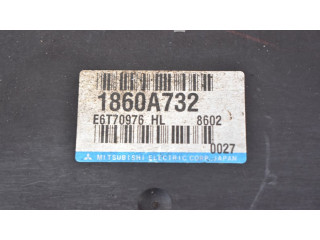 1860A732
E6T70976 HL 8602
0027
MITSUBISHI ELECTRIC CORP. JAPAN